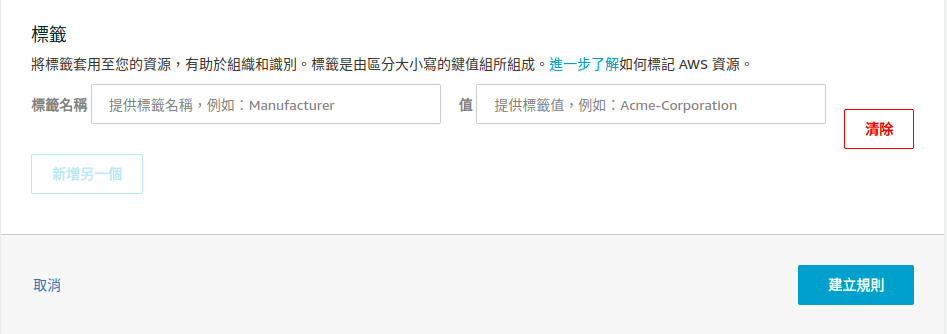 標籤
將標籤套用至您的資源，有助於組織和識別。標籤是由區分大小寫的鍵值組所組成。進一步了解如何標記 AWS 資源。
標籤名稱 提供標籤名稱，例如：Manufacturer 值 提供標籤值，例如：Acme-Corporation
清除
新增另一個
取消 建立規則